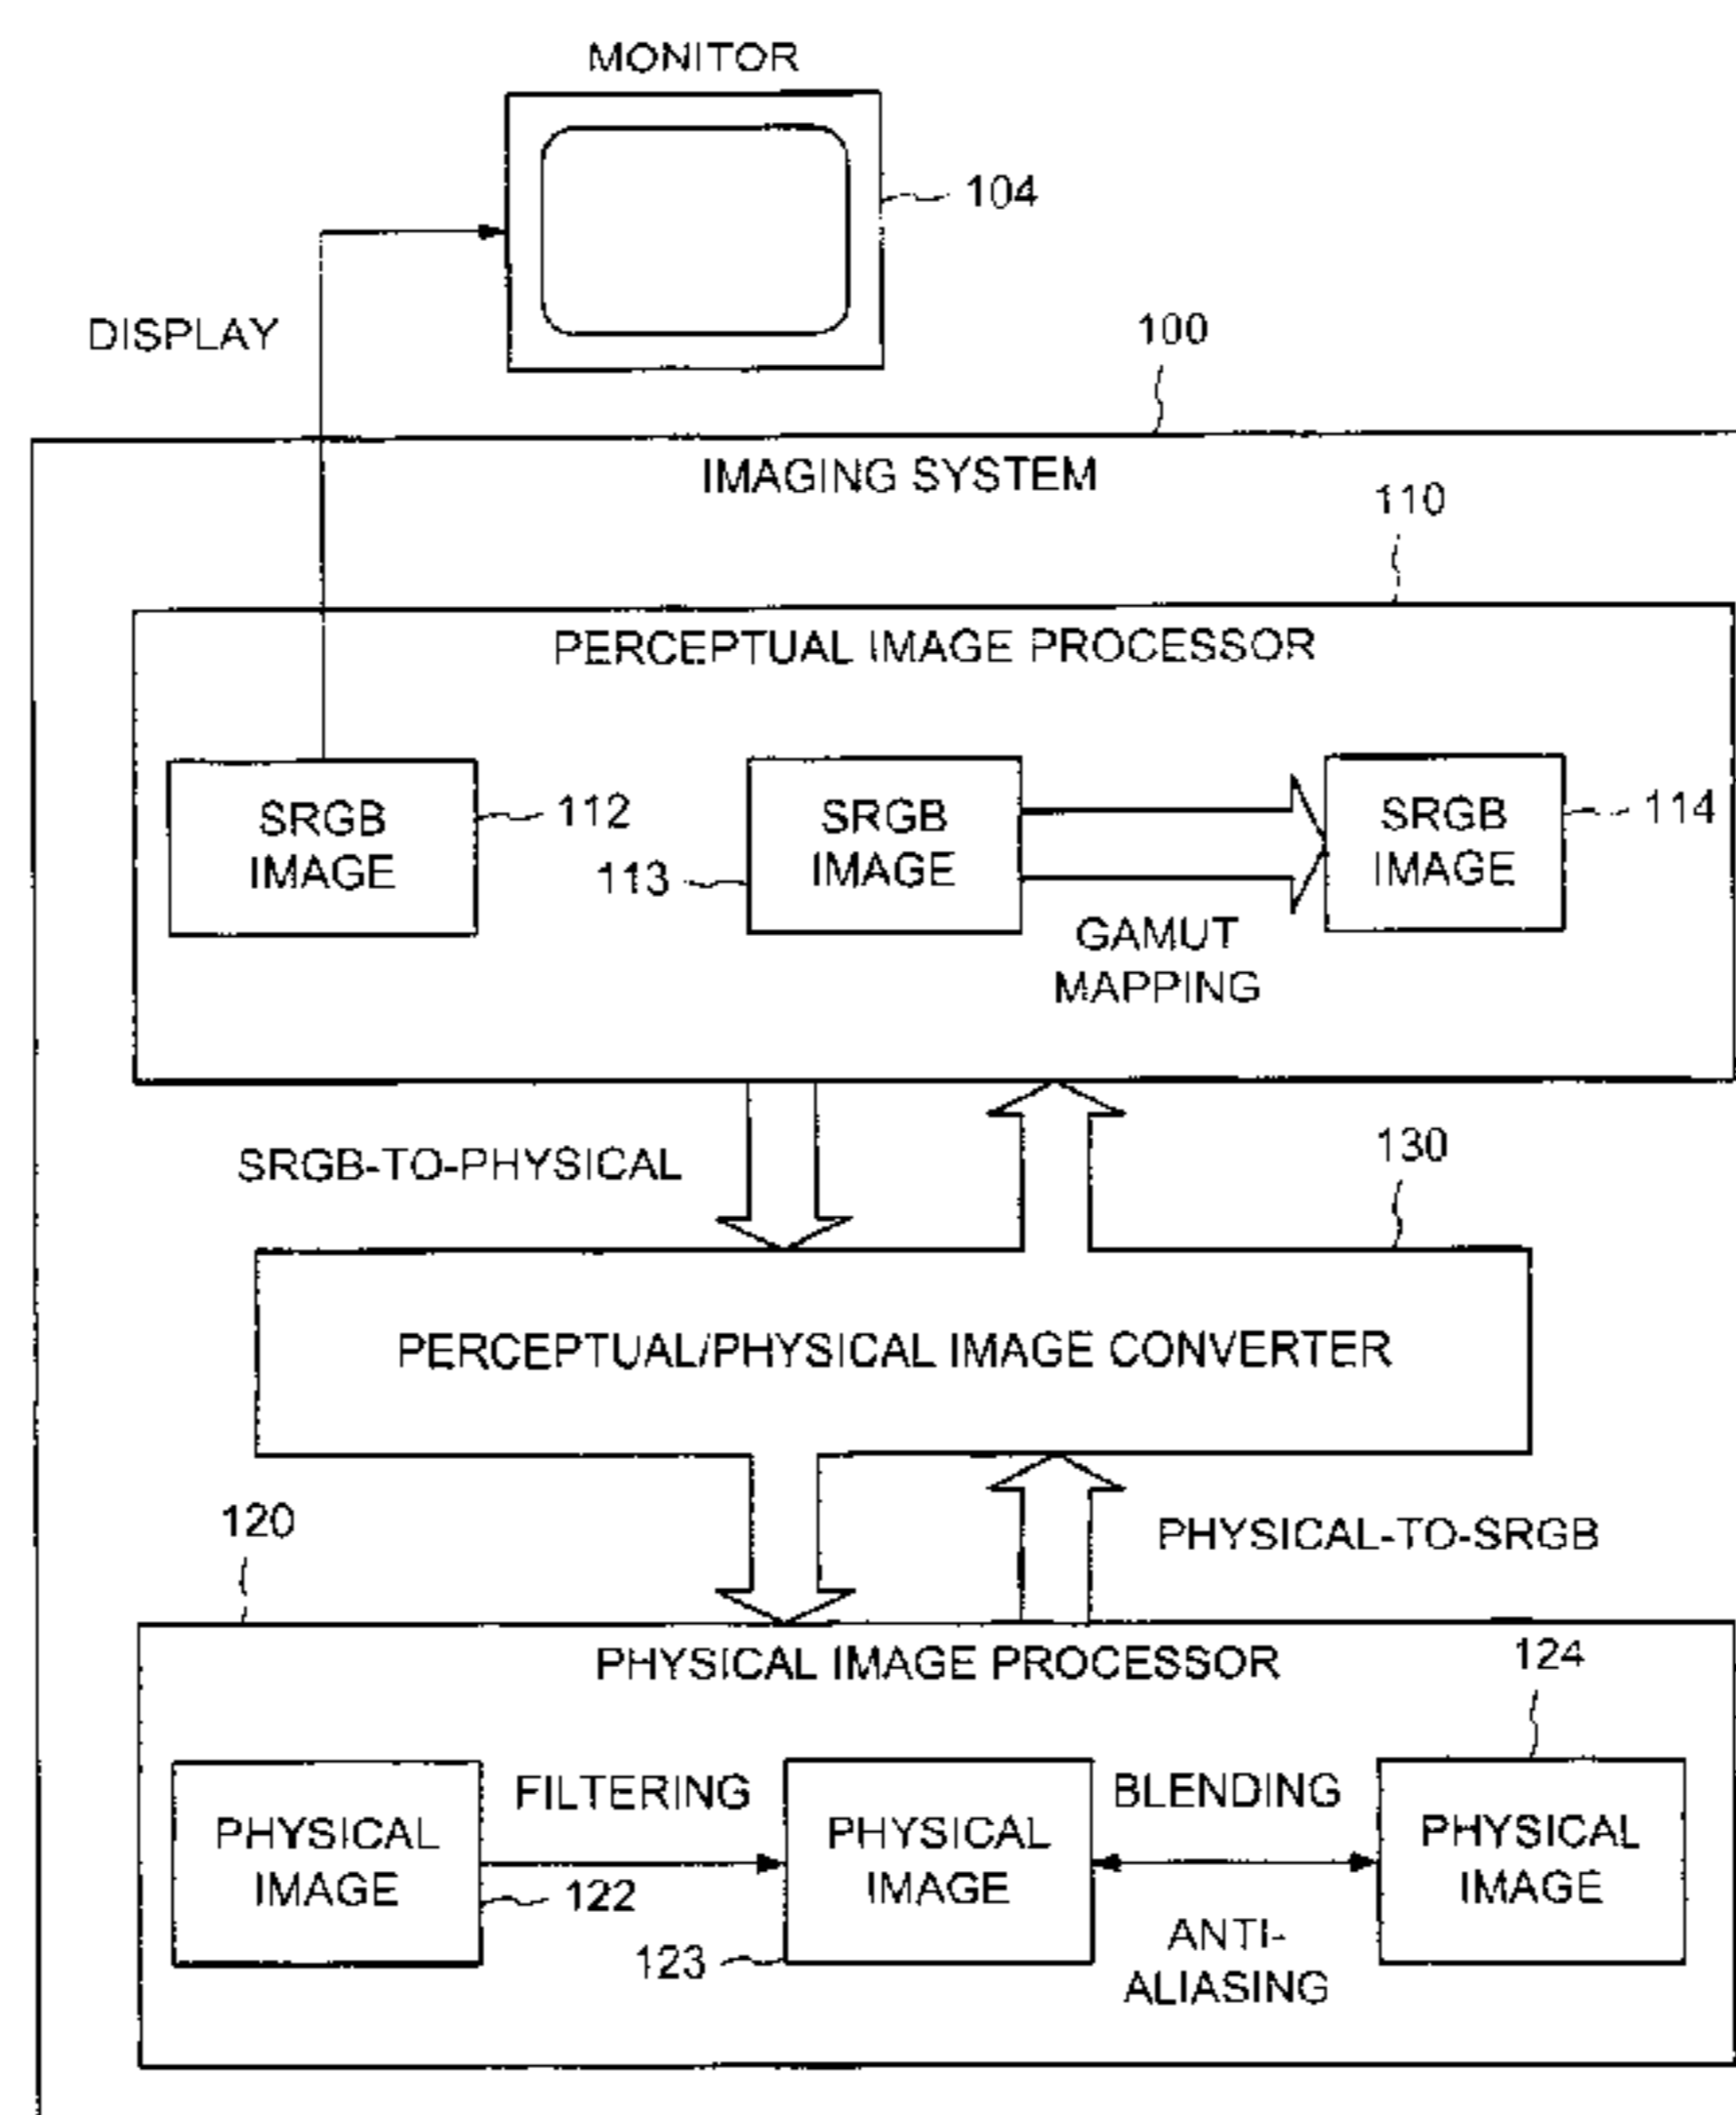 MONITOR
104
DISPLAY
100
IMAGING SYSTEM
110
PERCEPTUAL IMAGE PROCESSOR
SRGB
IMAGE
112
113
SRGB
IMAGE
GAMUT
MAPPING
SRGB
IMAGE
114
SRGB-TO-PHYSICAL
130
PERCEPTUAL/PHYSICAL IMAGE CONVERTER
120
PHYSICAL-TO-SRGB
PHYSICAL IMAGE PROCESSOR
124
PHYSICAL
IMAGE
122
FILTERING
123
PHYSICAL
IMAGE
BLENDING
ANTI-
ALIASING
PHYSICAL
IMAGE